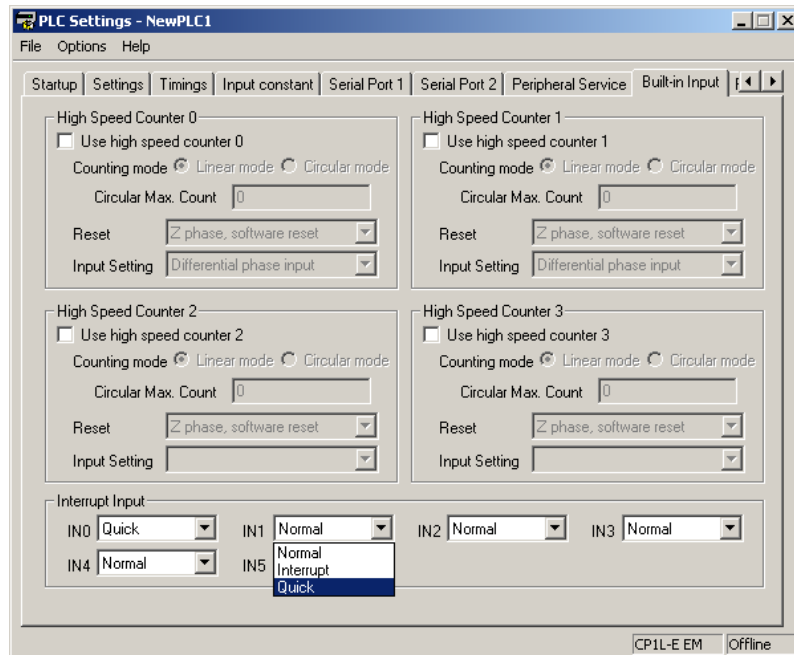 PLC Settings - NewPLC1
File Options Help
Startup Settings Timings Input constant Serial Port 1 Serial Port 2 Peripheral Service Built-in Input
High Speed Counter 0
Use high speed counter 0
Counting mode Linear mode Circular mode
Circular Max. Count 0
Reset Z phase, software reset
Input Setting Differential phase input
High Speed Counter 1
Use high speed counter 1
Counting mode Linear mode Circular mode
Circular Max. Count 0
Reset Z phase, software reset
Input Setting Differential phase input
High Speed Counter 2
Use high speed counter 2
Counting mode Linear mode Circular mode
Circular Max. Count 0
Reset Z phase, software reset
Input Setting
High Speed Counter 3
Use high speed counter 3
Counting mode Linear mode Circular mode
Circular Max. Count 0
Reset Z phase, software reset
Input Setting
Interrupt Input
IN0 Quick IN1 Normal IN2 Normal IN3 Normal
Normal
IN4 Normal IN5 Interrupt
Quick
CP1L-E EM Offline